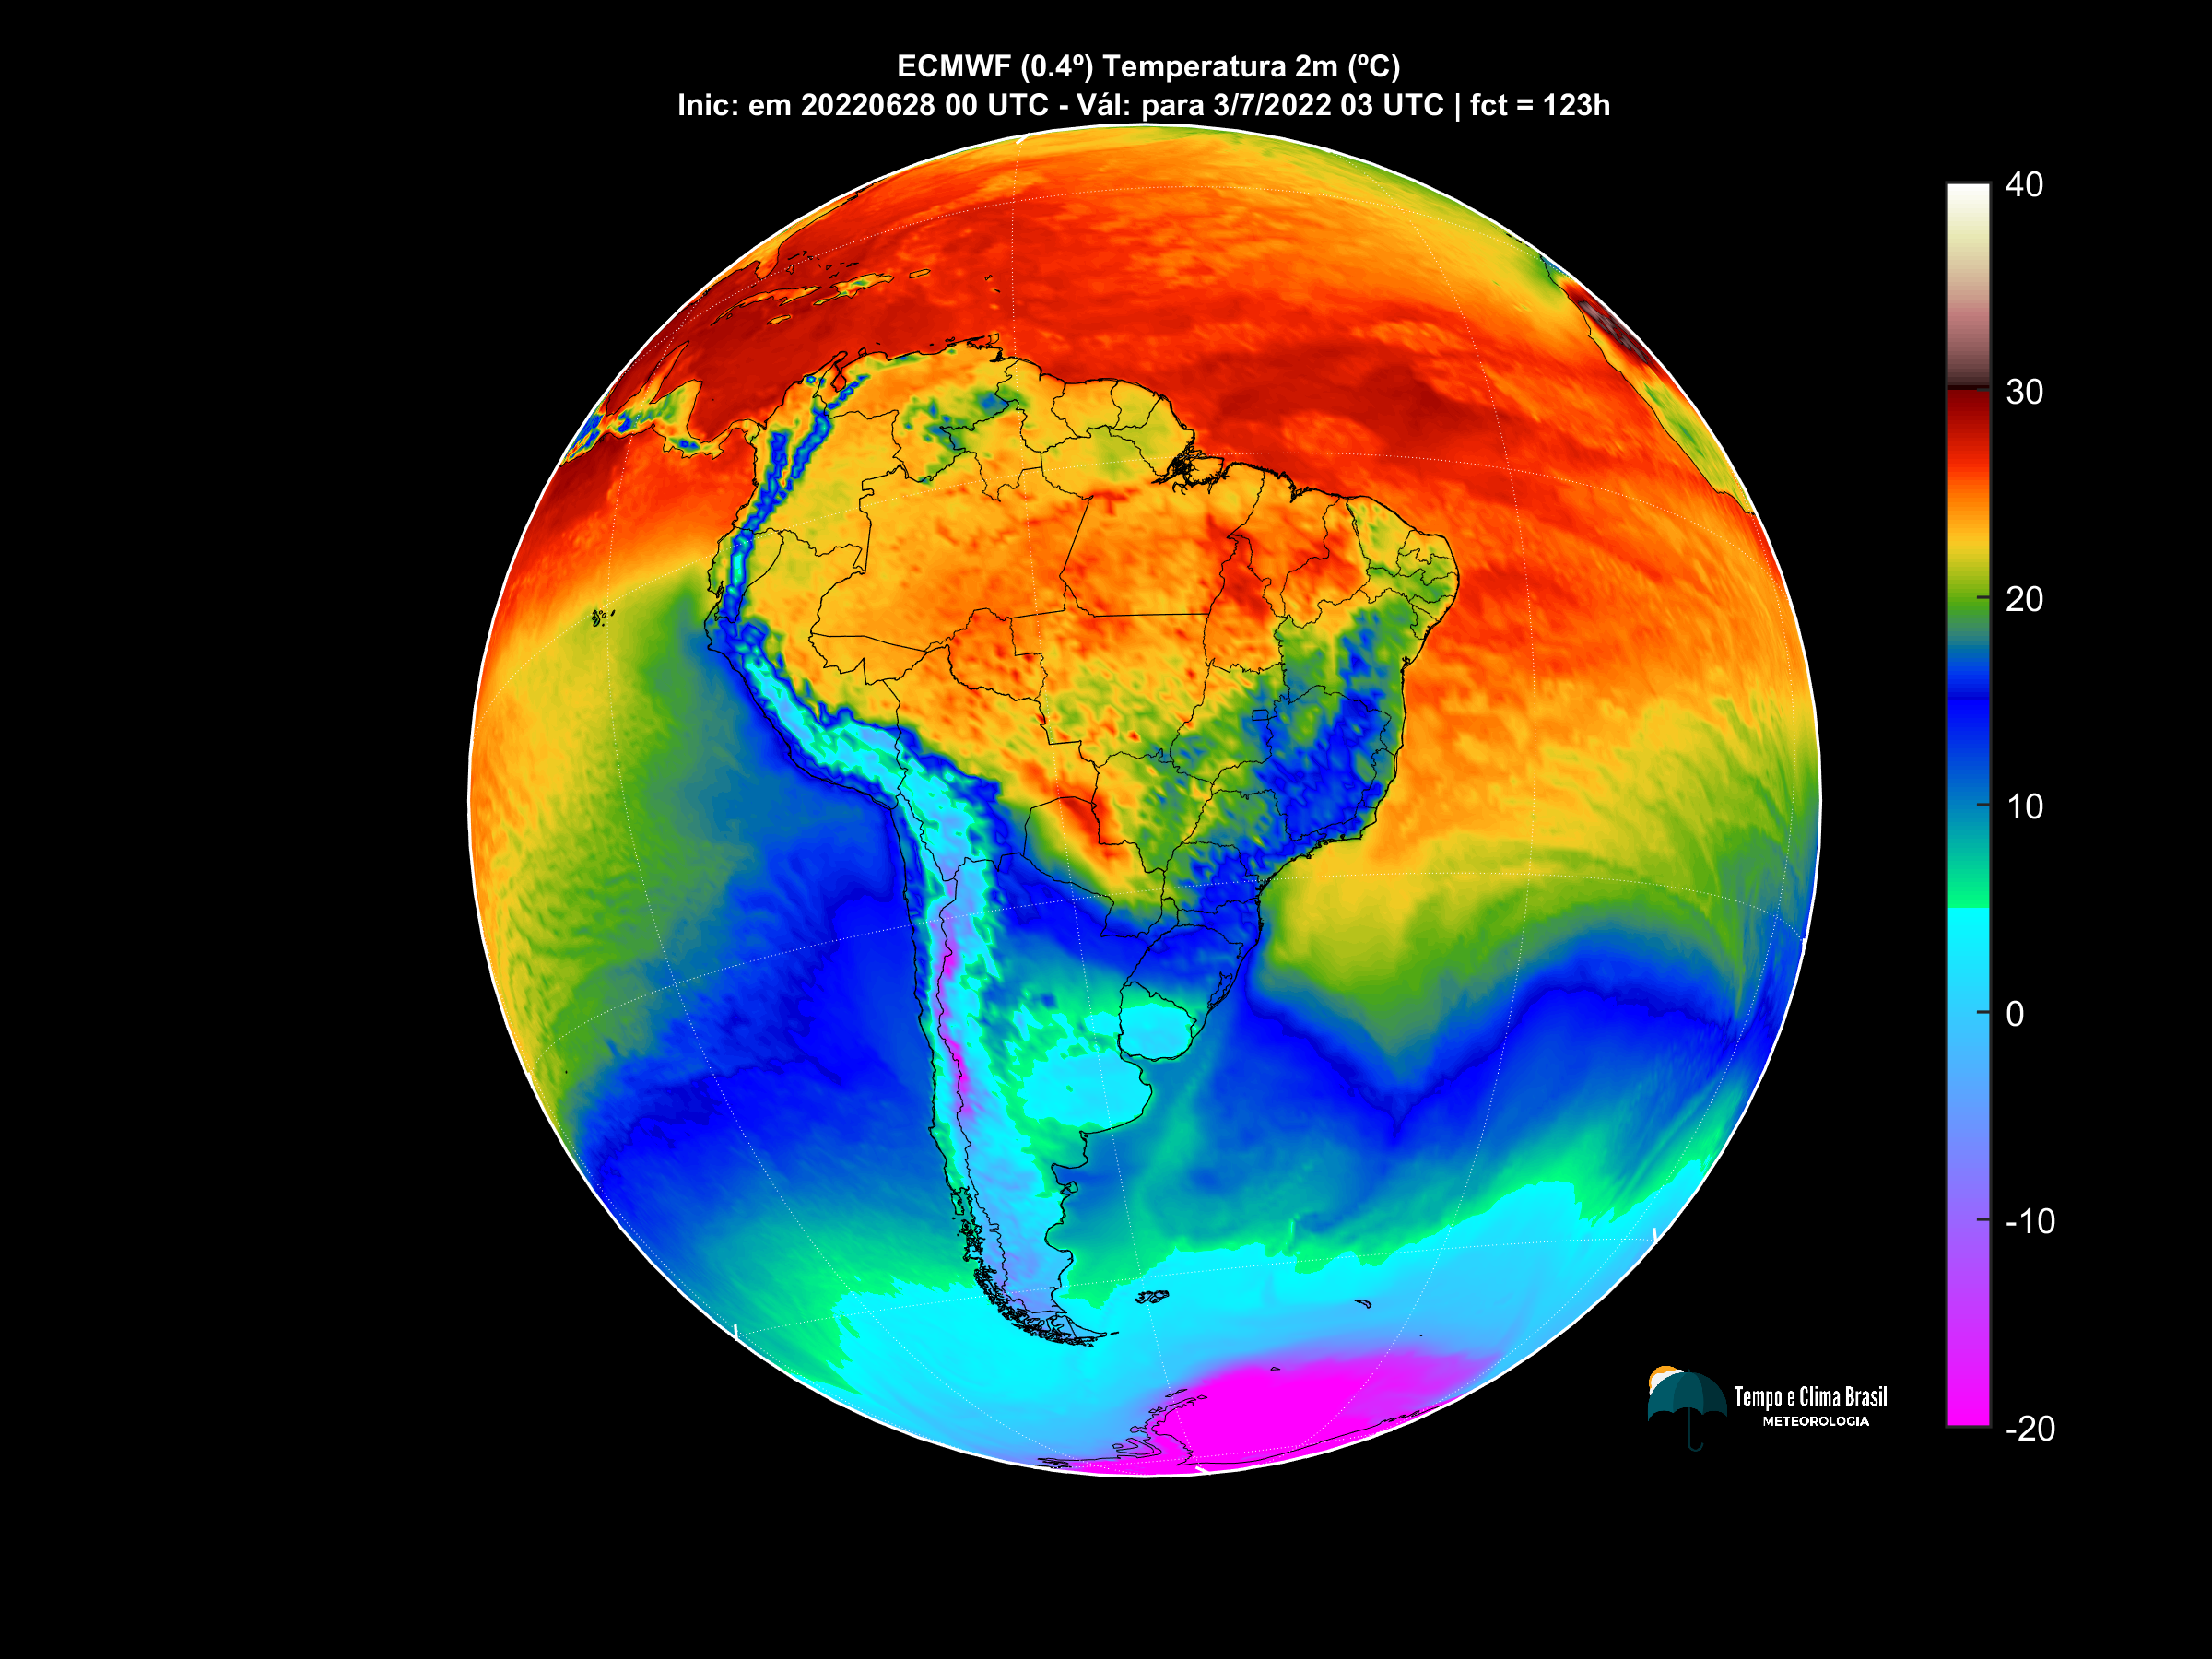 ECMWF (0.4º) Temperatura 2m (ºC)
Inic: em 20220628 00 UTC - Vál: para 3/7/2022 03 UTC | fct = 123h
40
30
20
10
0
-10
-20
Tempo e Clima Brasil
METEOROLOGIA